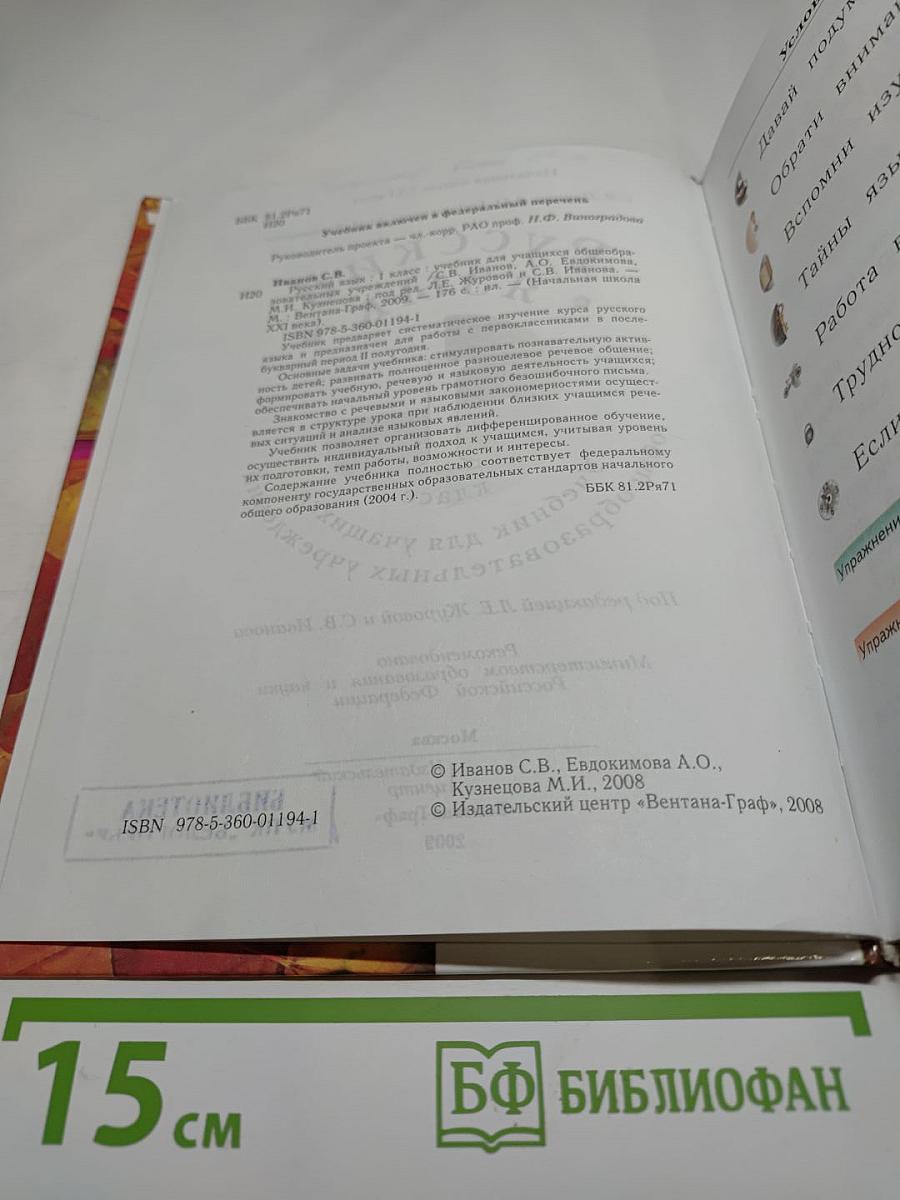 ББК 81.2Ря71
И20
Учебник включен в федеральный перечень
Руководитель проекта — чл.-корр. РАО проф. Н.Ф. Виноградова
Иванов С.В.
И20 Русский язык : 1 класс : учебник для учащихся общеобра-
зовательных учреждений / С.В. Иванов, А.О. Евдокимова,
М.И. Кузнецова ; под ред. Л.Е. Журовой и С.В. Иванова. —
М. : Вентана-Граф, 2009. — 176 с. : ил. — (Начальная школа
XXI века).
ISBN 978-5-360-01194-1
Учебник предваряет систематическое изучение курса русского
языка и предназначен для работы с первоклассниками в после-
букварный период II полугодия.
Основные задачи учебника: стимулировать познавательную актив-
ность детей; развивать полноценное разноцелевое речевое общение;
формировать учебную, речевую и языковую деятельность учащихся;
обеспечивать начальный уровень грамотного безошибочного письма.
Знакомство с речевыми и языковыми закономерностями осущест-
вляется в структуре урока при наблюдении близких учащимся рече-
вых ситуаций и анализе языковых явлений.
Учебник позволяет организовать дифференцированное обучение,
осуществить индивидуальный подход к учащимся, учитывая уровень
их подготовки, темп работы, возможности и интересы.
Содержание учебника полностью соответствует федеральному
компоненту государственных образовательных стандартов начального
общего образования (2004 г.).
ББК 81.2Ря71
ISBN 978-5-360-01194-1
© Иванов С.В., Евдокимова А.О.,
Кузнецова М.И., 2008
© Издательский центр «Вентана-Граф», 2008
Давай
Обрати
Вспомни
Тайны
Работа
Если
15 см
БФ БИБЛИОФАН